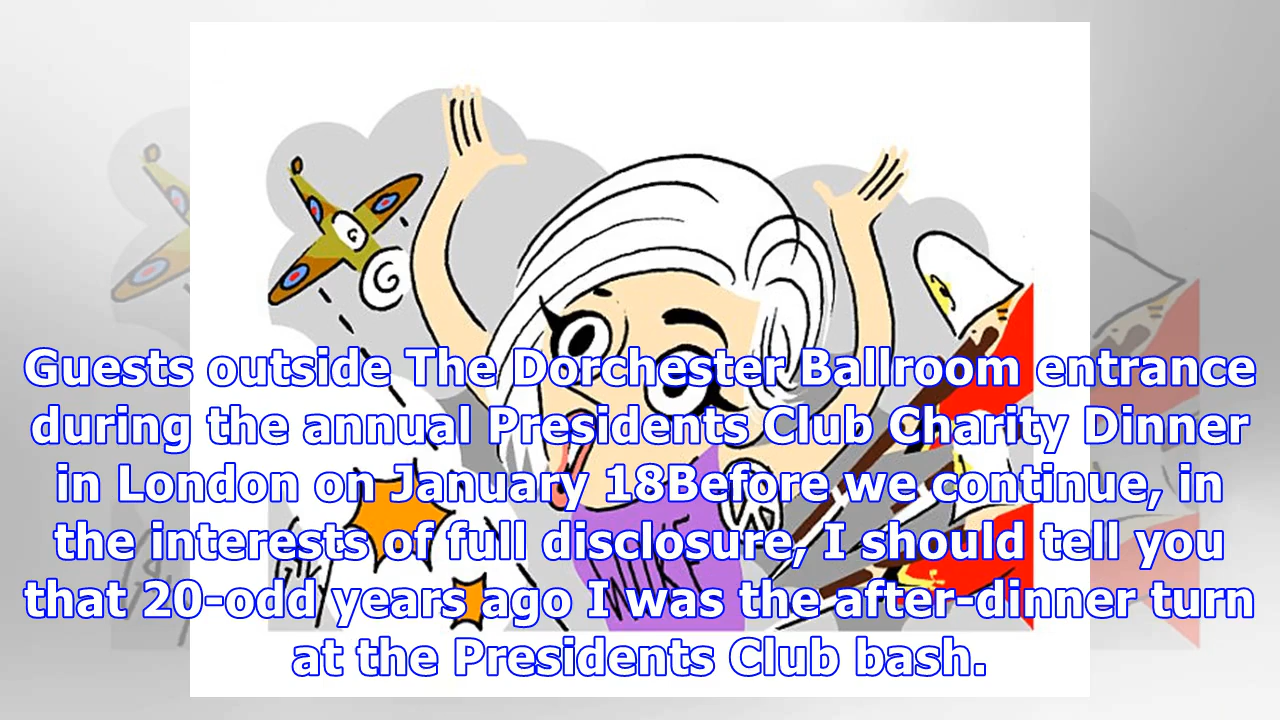 Guests outside The Dorchester Ballroom entrance
during the annual Presidents Club Charity Dinner
in London on January 18Before we continue, in
the interests of full disclosure, I should tell you
that 20-odd years ago I was the after-dinner turn
at the Presidents Club bash.
NUKE